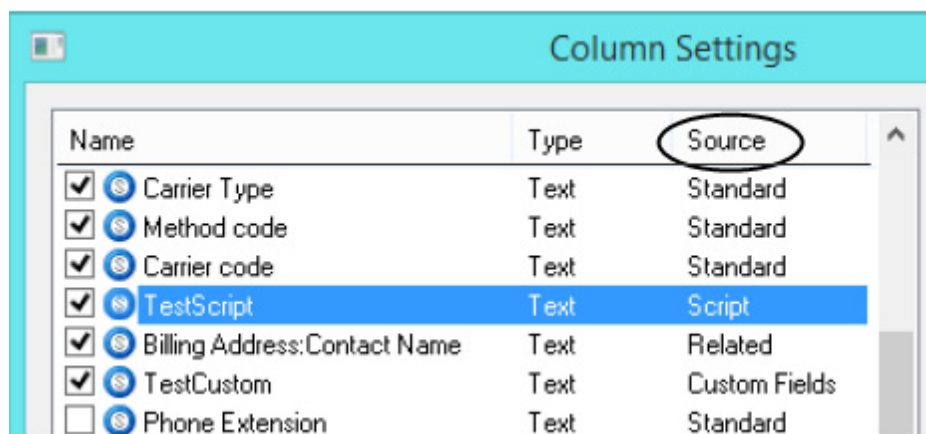 Column Settings
Name Type Source
Carrier Type Text Standard
Method code Text Standard
Carrier code Text Standard
TestScript Text Script
Billing Address:Contact Name Text Related
TestCustom Text Custom Fields
Phone Extension Text Standard